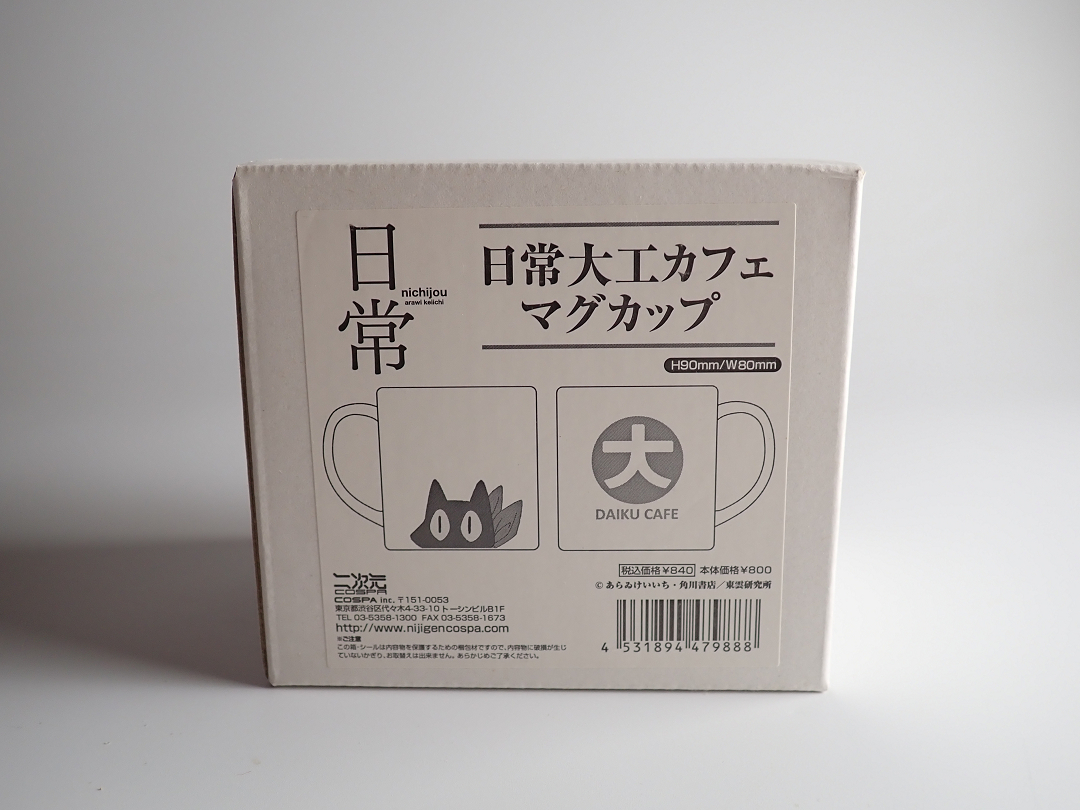 日常
nichijou
arawi keiichi
日常大工カフェ
マグカップ
H90mm/W80mm
大
DAIKU CAFE
税込価格¥840 本体価格¥800
© あらゐけいいち・角川書店／東雲研究所
二次元
COSPA
COSPA inc. 〒151-0053
東京都渋谷区代々木4-33-10 トーシンビルB1F
TEL 03-5358-1300 FAX 03-5358-1673
http://www.nijigencospa.com
※ご注意
この箱・シールは内容物を保護するための梱包材ですので、内容物に破損が生じ
ていないかぎり、お取替えは出来ません。あらかじめご了承ください。
4 531894 479888